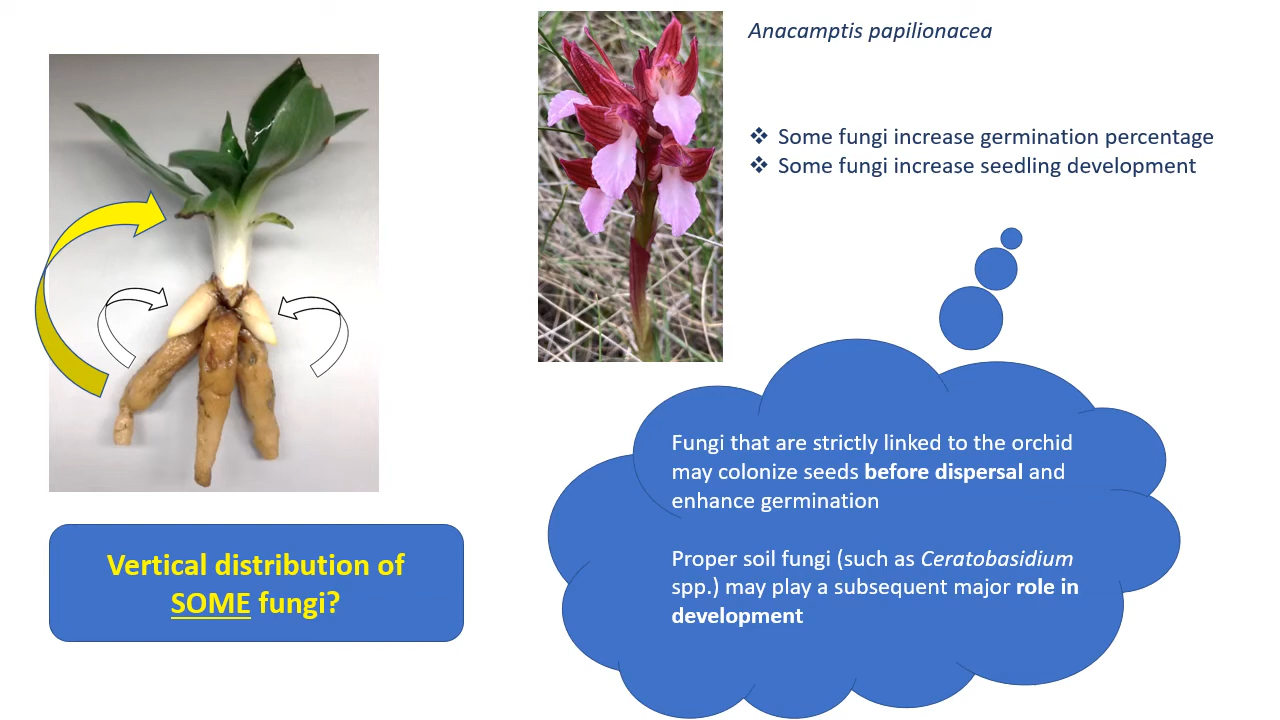 Anacamptis papilionacea
❖ Some fungi increase germination percentage
❖ Some fungi increase seedling development
Fungi that are strictly linked to the orchid
may colonize seeds before dispersal and
enhance germination
Proper soil fungi (such as Ceratobasidium
spp.) may play a subsequent major role in
development
Vertical distribution of
SOME fungi?